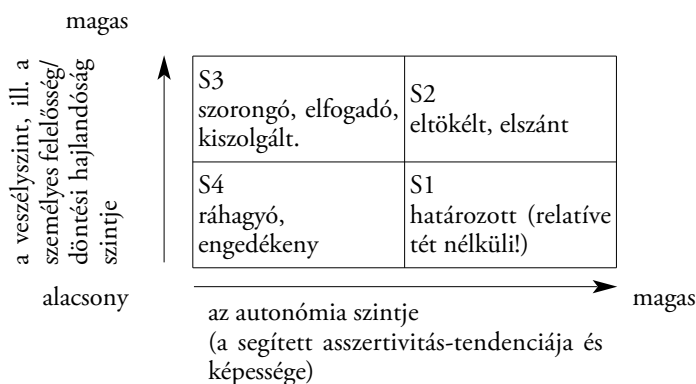 magas
a veszélyszint, ill. a
személyes felelősség/
döntési hajlandóság
szintje
S3
szorongó, elfogadó,
kiszolgált.
S2
eltökélt, elszánt
S4
ráhagyó,
engedékeny
S1
határozott (relatíve
tét nélküli!)
alacsony
magas
az autonómia szintje
(a segített asszertivitás-tendenciája és
képessége)